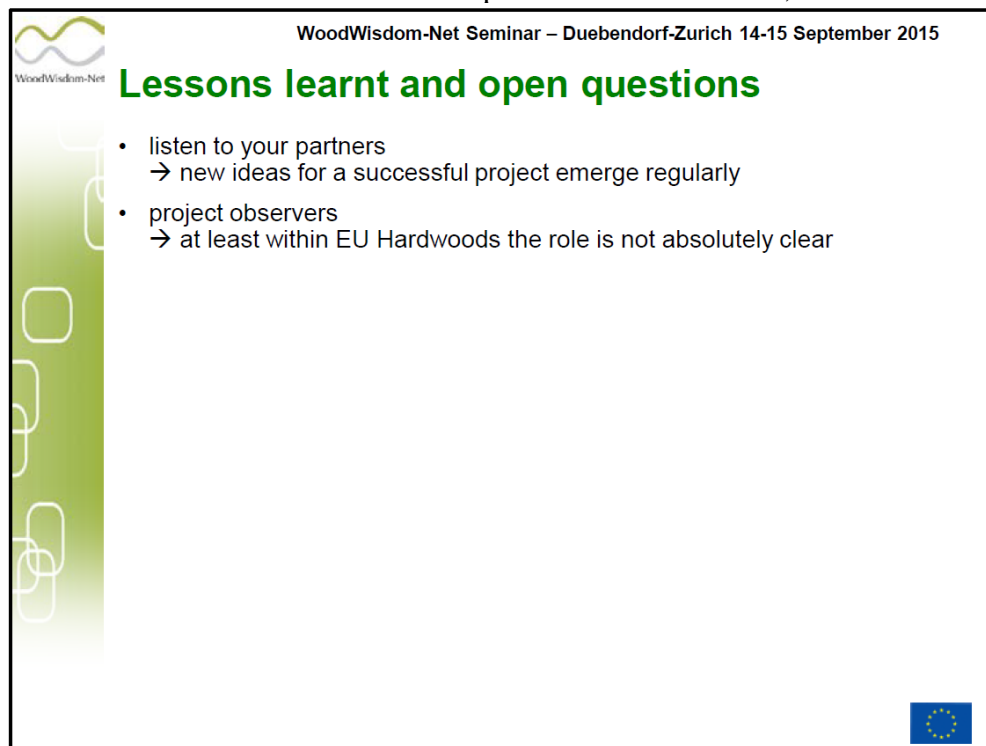 WoodWisdom-Net Seminar – Duebendorf-Zurich 14-15 September 2015
WoodWisdom-Net
Lessons learnt and open questions
• listen to your partners
→ new ideas for a successful project emerge regularly
• project observers
→ at least within EU Hardwoods the role is not absolutely clear